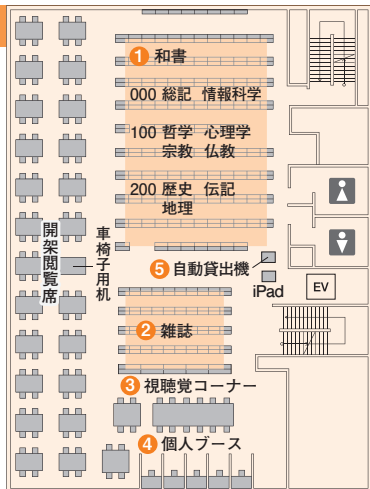 ❶ 和書
000 総記 情報科学
100 哲学 心理学
宗教 仏教
200 歴史 伝記
地理
開架閲覧席
車椅子用机
❺ 自動貸出機
iPad
EV
❷ 雑誌
❸ 視聴覚コーナー
❹ 個人ブース